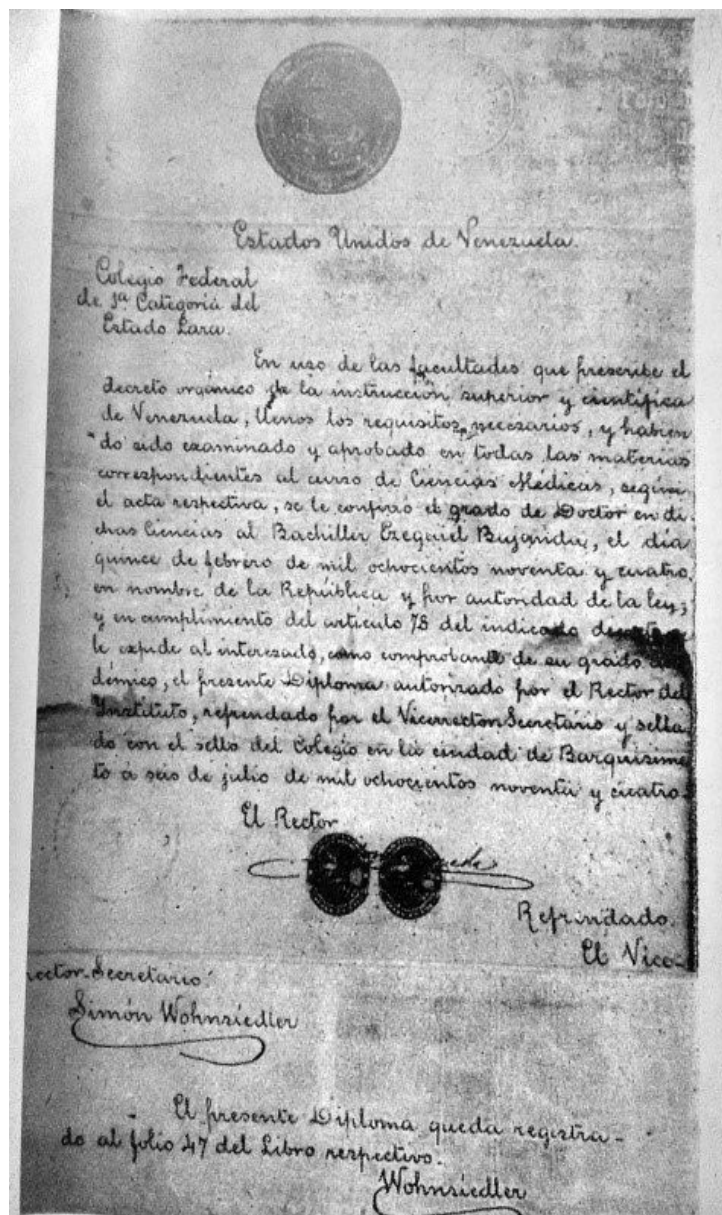 Estados Unidos de Venezuela.
Colegio Federal
de 1ª Categoria del
Estado Lara.
En uso de las facultades que prescribe el
decreto orgánico de la instrucción superior y científica
de Venezuela, llenos los requisitos necesarios, y habien
do sido examinado y aprobado en todas las materias
correspondientes al curso de Ciencias Médicas, según
el acta respectiva, se le confirió el grado de Doctor en di-
chas Ciencias al Bachiller Ezequiel Bujanda, el día
quince de febrero de mil ochocientos noventa y cuatro,
en nombre de la República y por autoridad de la ley;
y en cumplimiento del articulo 78 del indicado
le expide al interesado, como comprobante de su grado
démico, el presente Diploma autorizado por el Rector del
Instituto, refrendado por el Vicerrector Secretario y sella
do con el sello del Colegio en la ciudad de Barquisime
to á seis de julio de mil ochocientos noventa y cuatro.
El Rector
Refrindado.
El Vice-
rector-Secretario.
Simón Wohnsiedler
El presente Diploma queda registra-
do al folio 47 del Libro respectivo.
Wohnsiedler